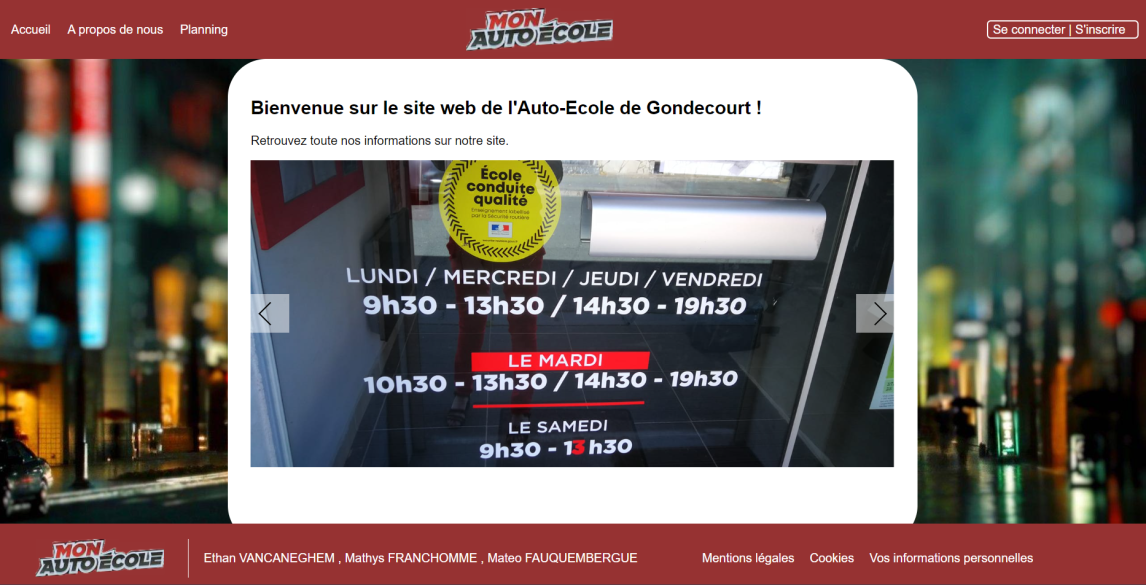 Accueil A propos de nous Planning
MON
AUTO ÉCOLE
Se connecter | S'inscrire
Bienvenue sur le site web de l'Auto-Ecole de Gondecourt !
Retrouvez toute nos informations sur notre site.
École
conduite
qualité
LUNDI / MERCREDI / JEUDI / VENDREDI
9h30 - 13h30 / 14h30 - 19h30
LE MARDI
10h30 - 13h30 / 14h30 - 19h30
LE SAMEDI
9h30 - 13h30
MON
AUTO ÉCOLE
Ethan VANCANEGHEM , Mathys FRANCHOMME , Mateo FAUQUEMBERGUE
Mentions légales Cookies Vos informations personnelles